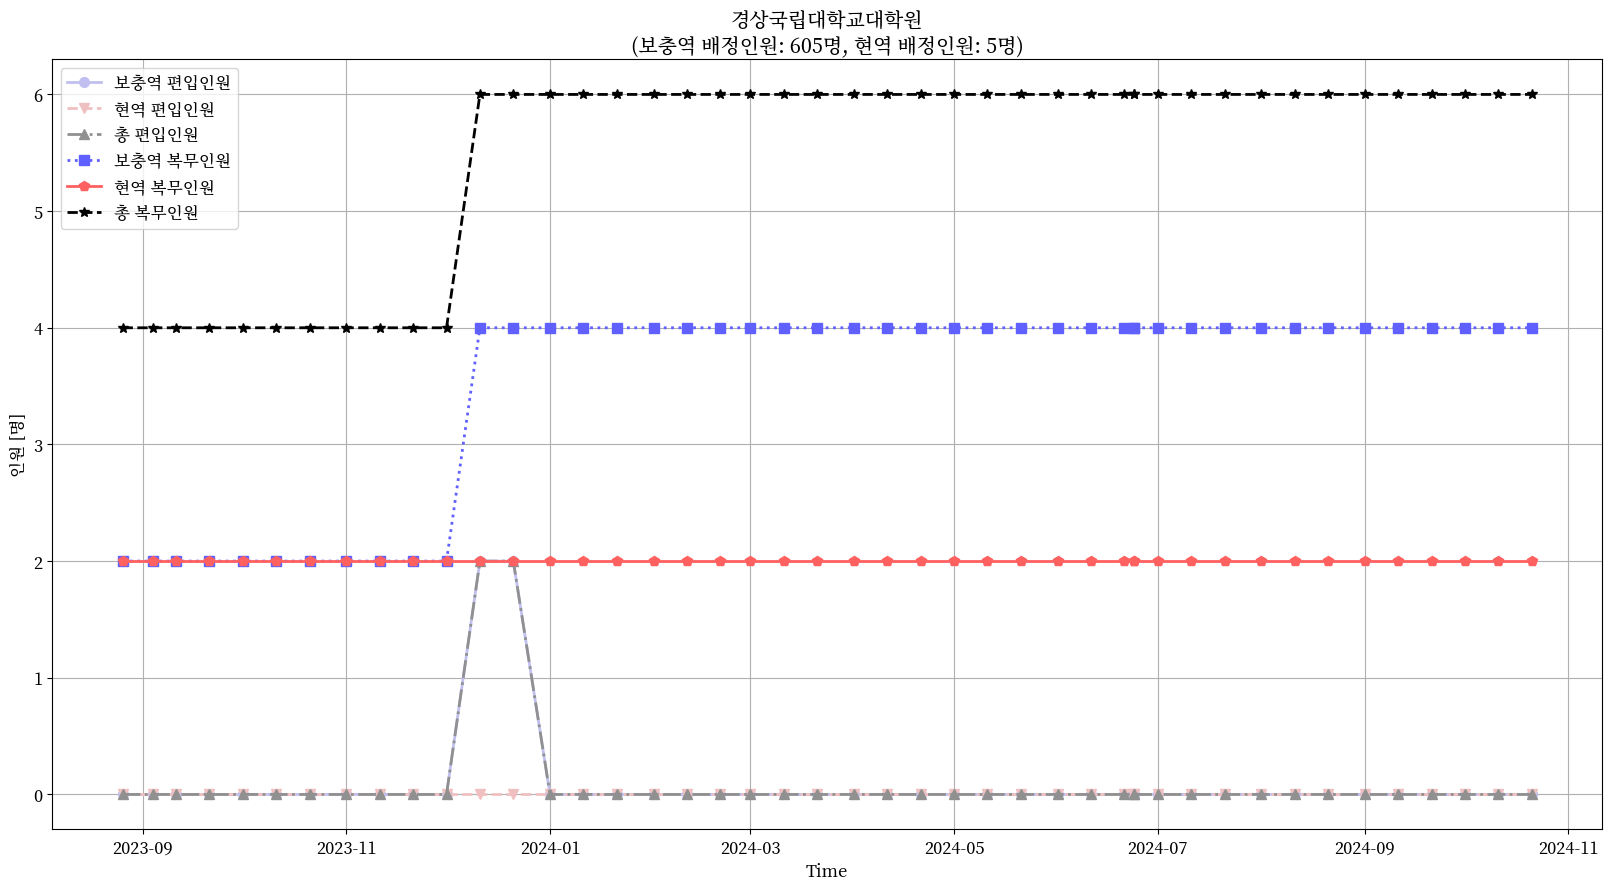 경상국립대학교대학원
(보충역 배정인원: 605명, 현역 배정인원: 5명)
보충역 편입인원
현역 편입인원
총 편입인원
보충역 복무인원
현역 복무인원
총 복무인원
6
5
4
3
2
1
0
인원 [명]
2023-09
2023-11
2024-01
2024-03
2024-05
2024-07
2024-09
2024-11
Time